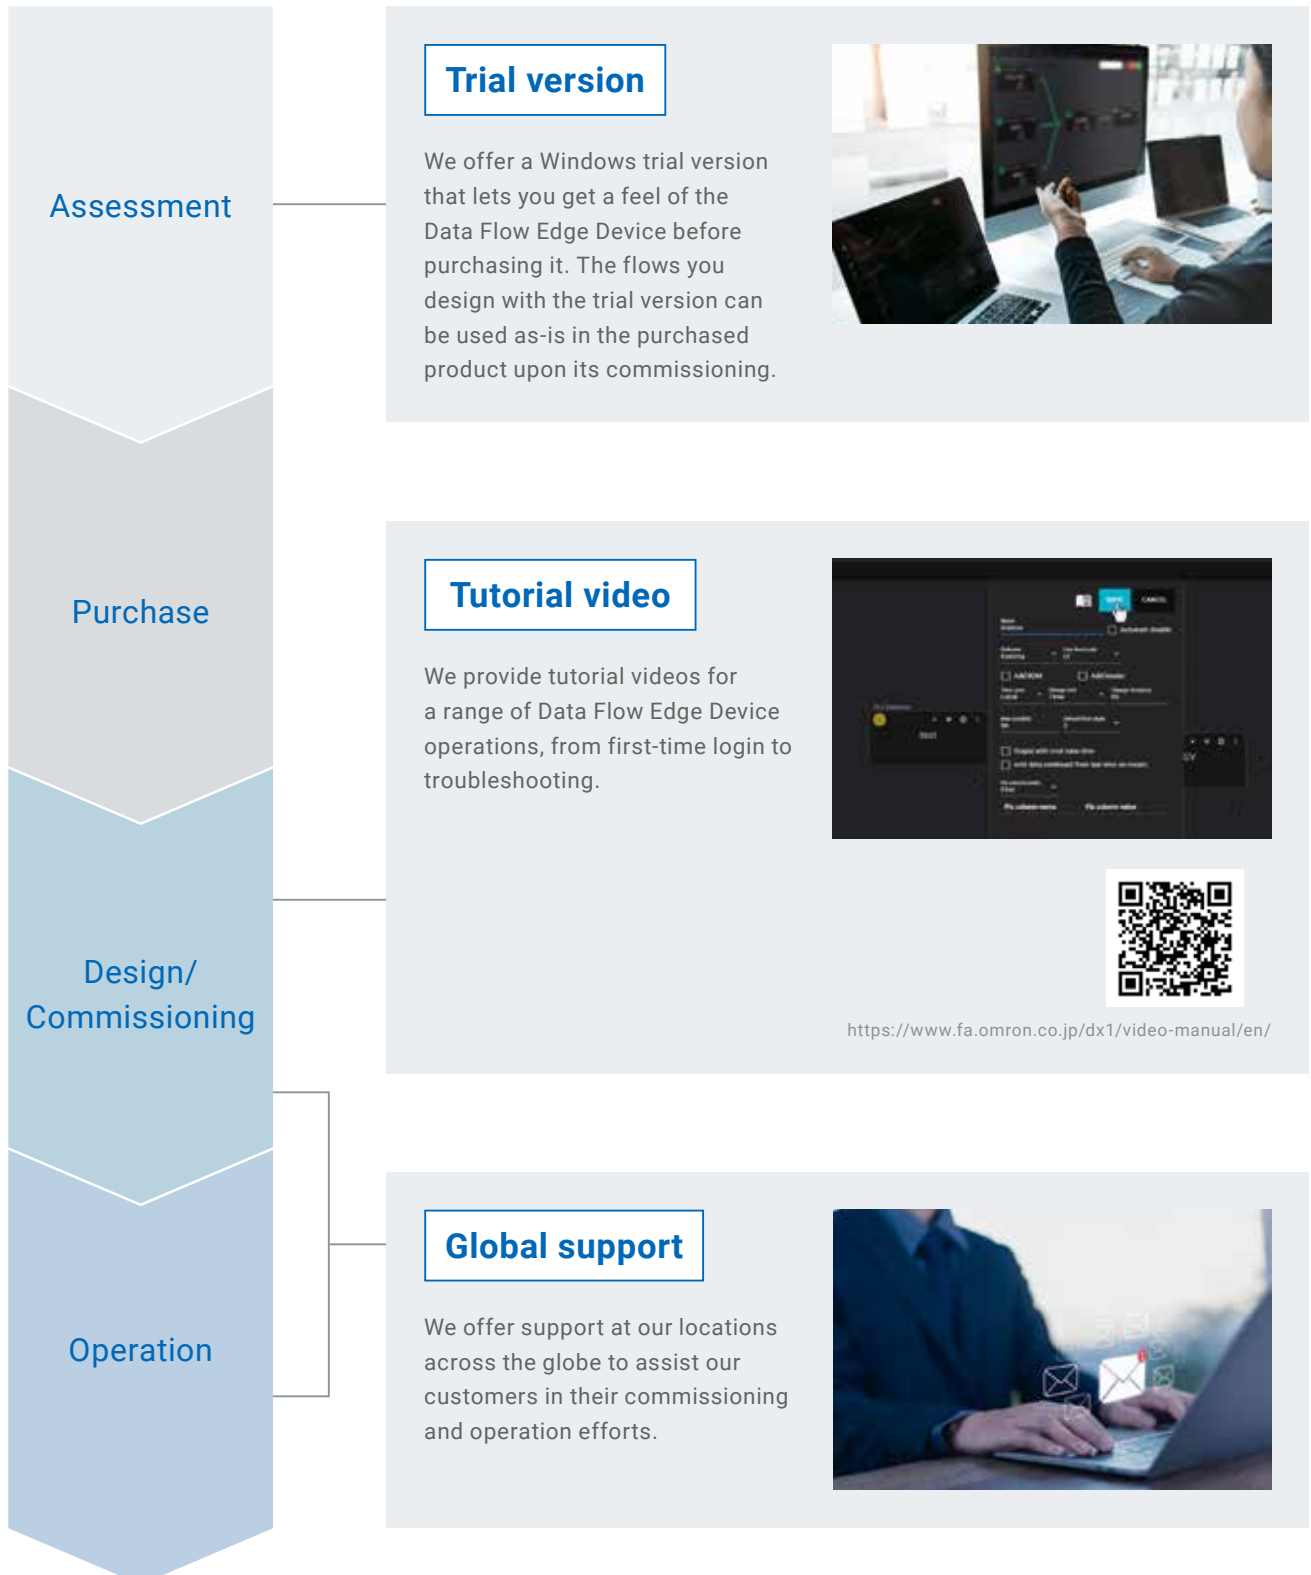 Assessment
Trial version
We offer a Windows trial version
that lets you get a feel of the
Data Flow Edge Device before
purchasing it. The flows you
design with the trial version can
be used as-is in the purchased
product upon its commissioning.
Purchase
Tutorial video
We provide tutorial videos for
a range of Data Flow Edge Device
operations, from first-time login to
troubleshooting.
CANCEL
Design/
Commissioning
https://www.fa.omron.co.jp/dx1/video-manual/en/
Operation
Global support
We offer support at our locations
across the globe to assist our
customers in their commissioning
and operation efforts.